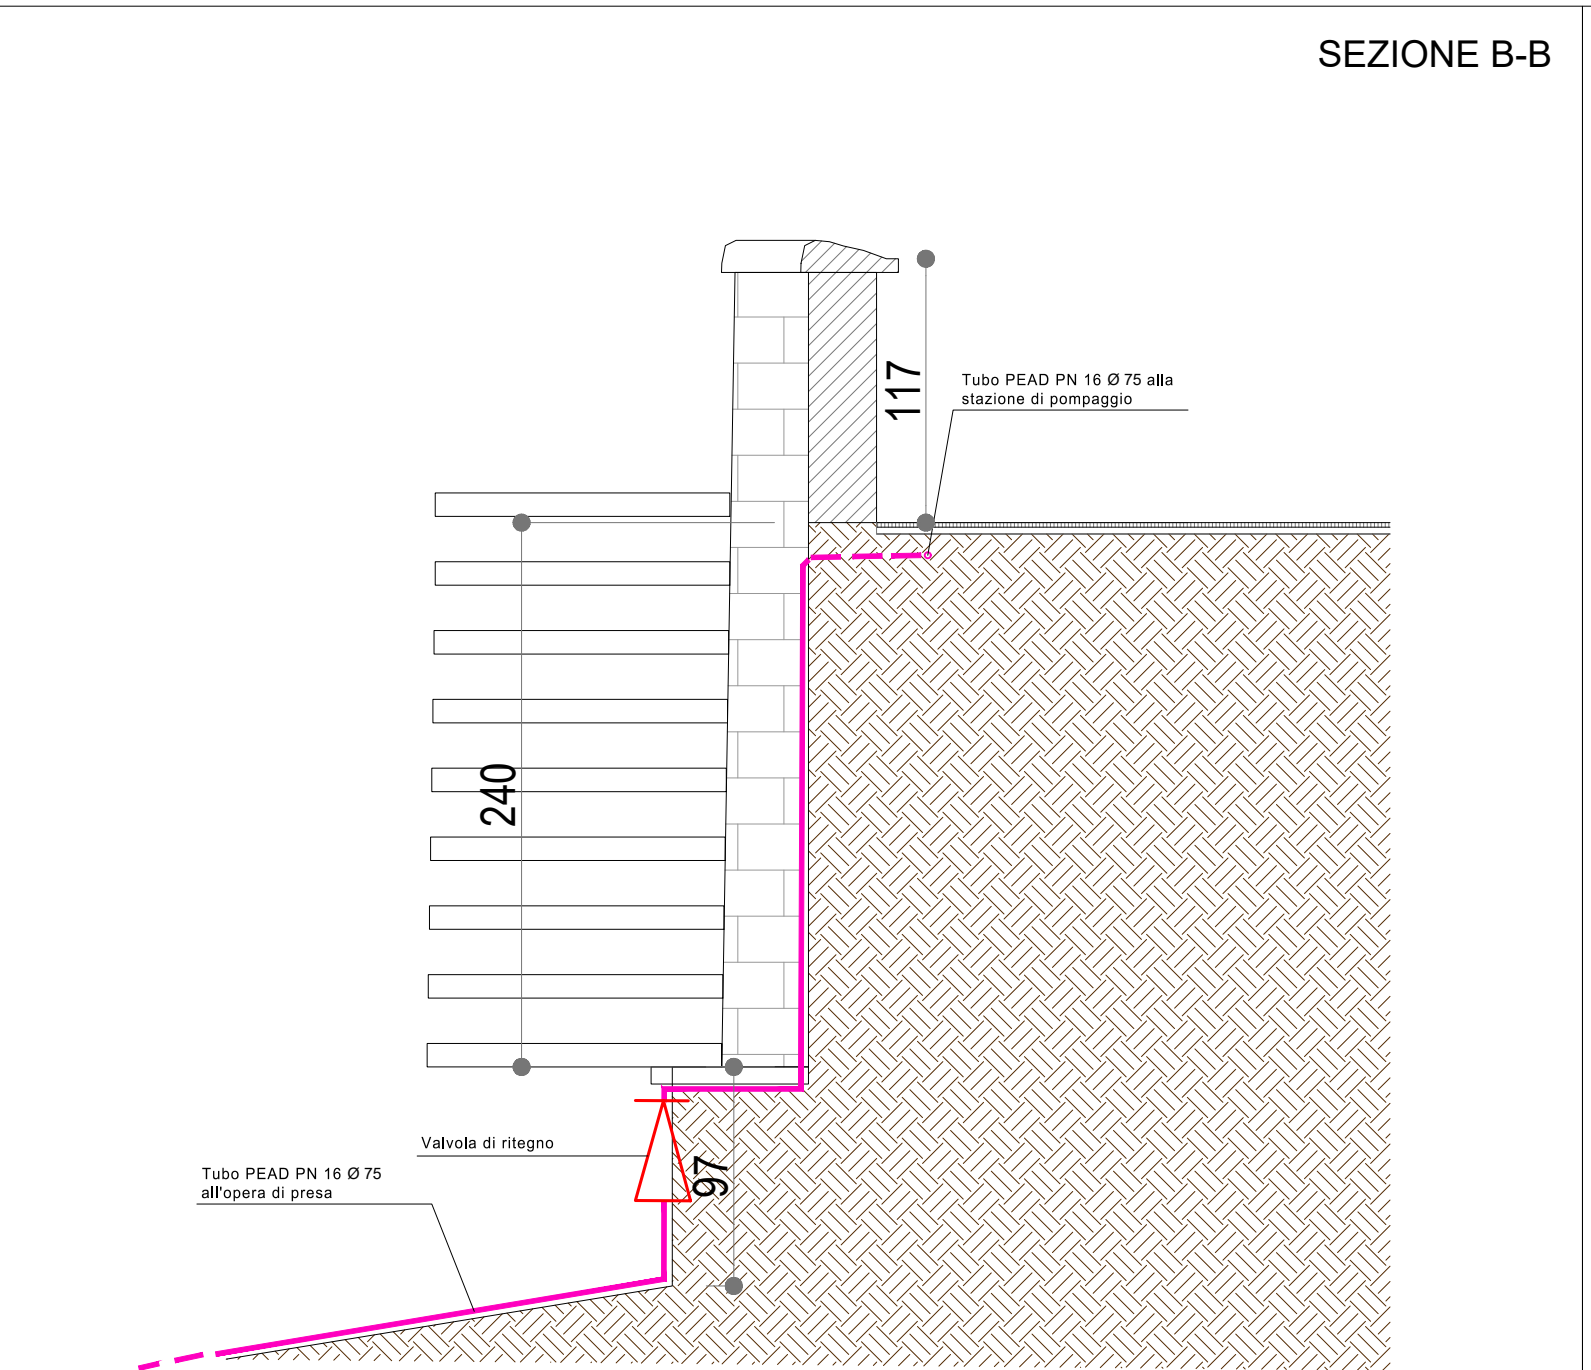 SEZIONE B-B
117
Tubo PEAD PN 16 Ø 75 alla
stazione di pompaggio
240
Valvola di ritegno
97
Tubo PEAD PN 16 Ø 75
all'opera di presa